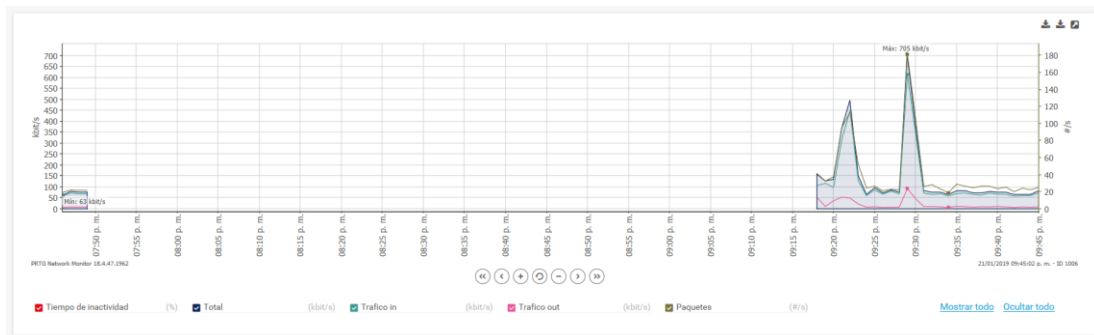 Máx: 705 kbit/s
700
650
600
550
500
450
400
350
300
250
200
150
100
50
0
kbit/s
Mín: 63 kbit/s
180
160
140
120
100
80
60
40
20
0
#/s
07:50 p. m.
07:55 p. m.
08:00 p. m.
08:05 p. m.
08:10 p. m.
08:15 p. m.
08:20 p. m.
08:25 p. m.
08:30 p. m.
08:35 p. m.
08:40 p. m.
08:45 p. m.
08:50 p. m.
08:55 p. m.
09:00 p. m.
09:05 p. m.
09:10 p. m.
09:15 p. m.
09:20 p. m.
09:25 p. m.
09:30 p. m.
09:35 p. m.
09:40 p. m.
09:45 p. m.
PRTG Network Monitor 18.4.47.1962
21/01/2019 09:45:02 p. m. - ID 1006
Tiempo de inactividad (%) Total (kbit/s) Trafico in (kbit/s) Trafico out (kbit/s) Paquetes (#/s) Mostrar todo Ocultar todo